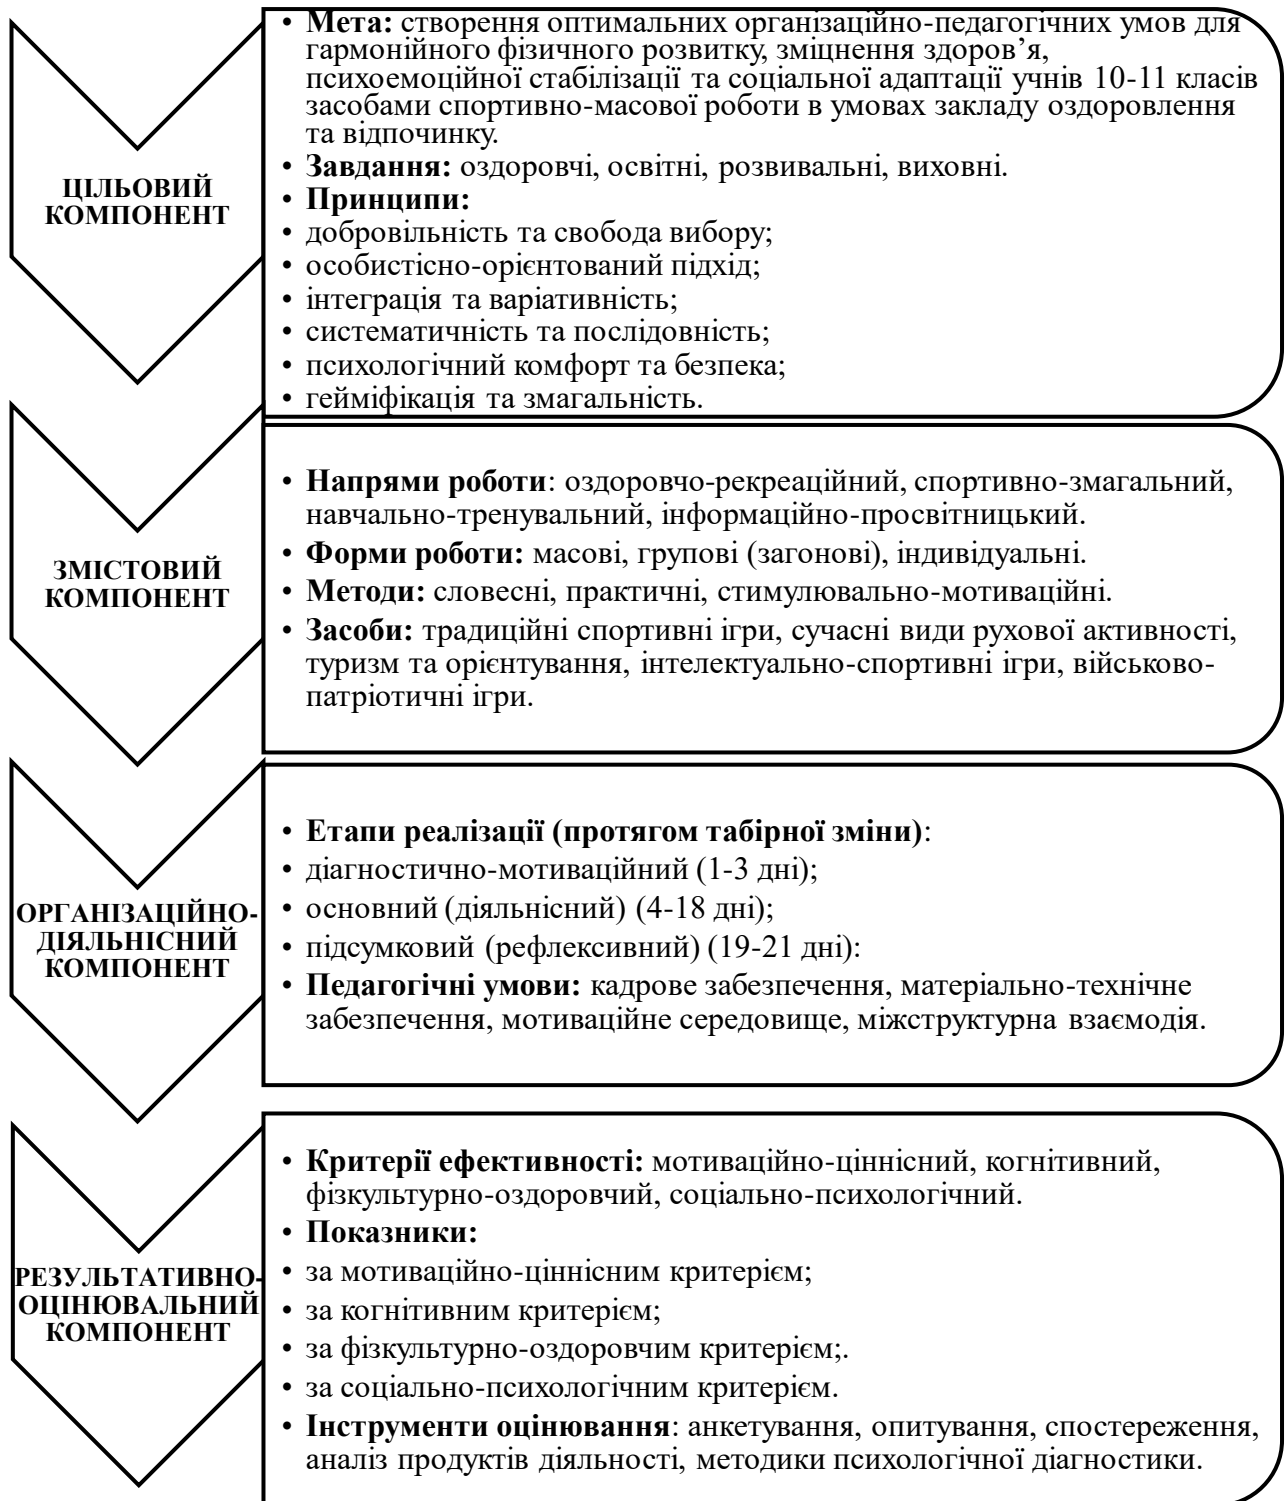 ЦІЛЬОВИЙ
КОМПОНЕНТ
• Мета: створення оптимальних організаційно-педагогічних умов для
гармонійного фізичного розвитку, зміцнення здоров’я,
психоемоційної стабілізації та соціальної адаптації учнів 10-11 класів
засобами спортивно-масової роботи в умовах закладу оздоровлення
та відпочинку.
• Завдання: оздоровчі, освітні, розвивальні, виховні.
• Принципи:
• добровільність та свобода вибору;
• особистісно-орієнтований підхід;
• інтеграція та варіативність;
• систематичність та послідовність;
• психологічний комфорт та безпека;
• гейміфікація та змагальність.
ЗМІСТОВИЙ
КОМПОНЕНТ
• Напрями роботи: оздоровчо-рекреаційний, спортивно-змагальний,
навчально-тренувальний, інформаційно-просвітницький.
• Форми роботи: масові, групові (загонові), індивідуальні.
• Методи: словесні, практичні, стимулювально-мотиваційні.
• Засоби: традиційні спортивні ігри, сучасні види рухової активності,
туризм та орієнтування, інтелектуально-спортивні ігри, військово-
патріотичні ігри.
ОРГАНІЗАЦІЙНО-
ДІЯЛЬНІСНИЙ
КОМПОНЕНТ
• Етапи реалізації (протягом табірної зміни):
• діагностично-мотиваційний (1-3 дні);
• основний (діяльнісний) (4-18 дні);
• підсумковий (рефлексивний) (19-21 дні):
• Педагогічні умови: кадрове забезпечення, матеріально-технічне
забезпечення, мотиваційне середовище, міжструктурна взаємодія.
РЕЗУЛЬТАТИВНО-
ОЦІНЮВАЛЬНИЙ
КОМПОНЕНТ
• Критерії ефективності: мотиваційно-ціннісний, когнітивний,
фізкультурно-оздоровчий, соціально-психологічний.
• Показники:
• за мотиваційно-ціннісним критерієм;
• за когнітивним критерієм;
• за фізкультурно-оздоровчим критерієм;.
• за соціально-психологічним критерієм.
• Інструменти оцінювання: анкетування, опитування, спостереження,
аналіз продуктів діяльності, методики психологічної діагностики.